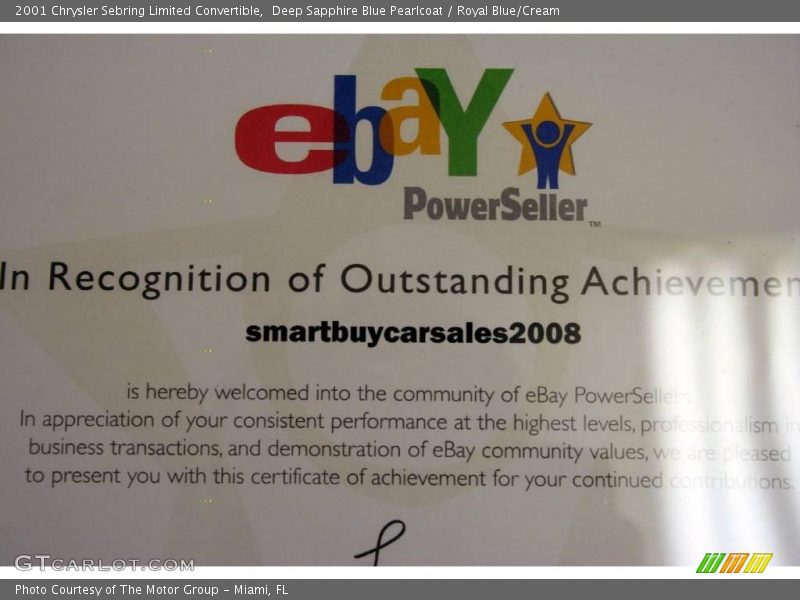 2001 Chrysler Sebring Limited Convertible,  Deep Sapphire Blue Pearlcoat / Royal Blue/Cream
ebaY
PowerSeller™
In Recognition of Outstanding Achievemen
smartbuycarsales2008
is hereby welcomed into the community of eBay PowerSellers.
In appreciation of your consistent performance at the highest levels, professionalism in
business transactions, and demonstration of eBay community values, we are pleased
to present you with this certificate of achievement for your continued contributions.
GTCARLOT.COM
Photo Courtesy of The Motor Group - Miami, FL